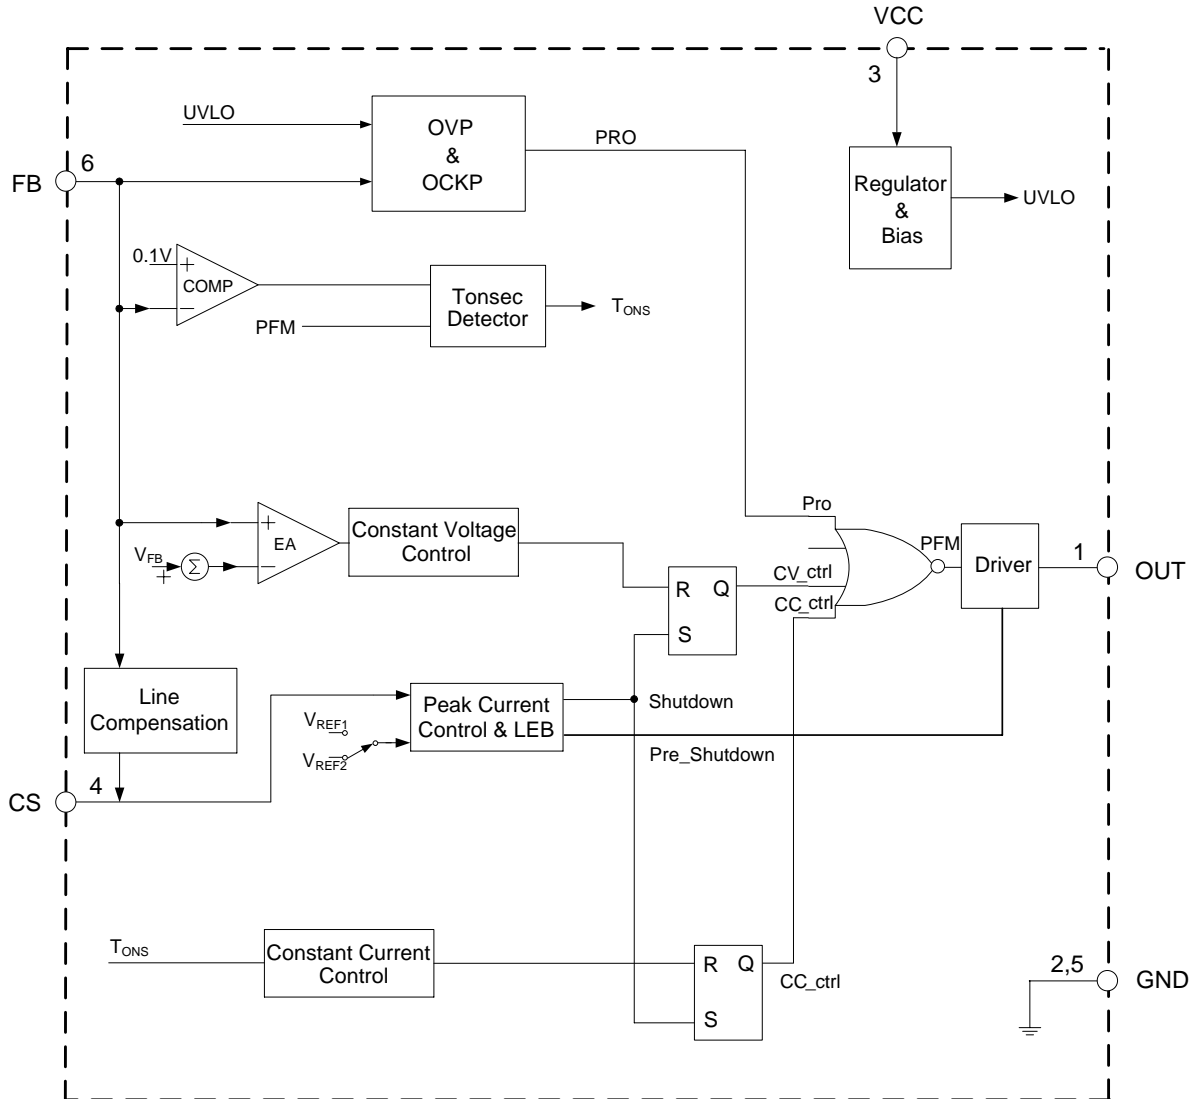 VCC
3
UVLO
OVP
&
OCKP
PRO
6
FB
Regulator
&
Bias
UVLO
0.1V
+
COMP
−
Tonsec
Detector
TONS
PFM
Pro
+
EA
−
Constant Voltage
Control
VFB
+
Σ
PFM
Driver
1
OUT
R Q
S
CV_ctrl
CC_ctrl
Line
Compensation
Peak Current
Control & LEB
Shutdown
VREF1
VREF2
Pre_Shutdown
4
CS
TONS
Constant Current
Control
R Q
S
CC_ctrl
2,5
GND